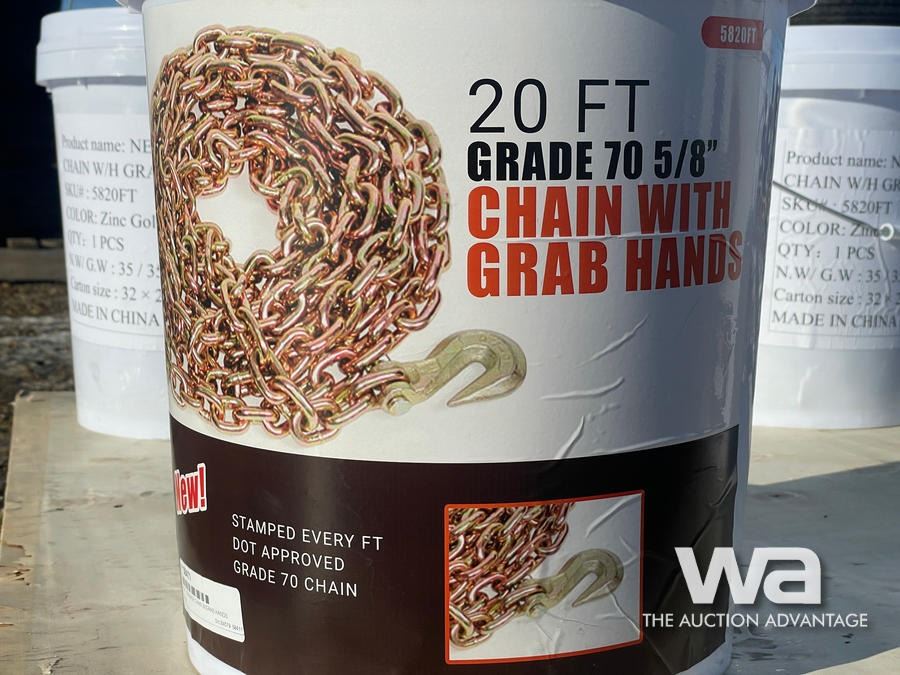 5820FT
20 FT
GRADE 70 5/8”
CHAIN WITH
GRAB HANDS
New!
STAMPED EVERY FT
DOT APPROVED
GRADE 70 CHAIN
Product name: NE
CHAIN W/H GRA
SKU# : 5820FT
COLOR: Zinc Gol
QTY: 1 PCS
N.W/ G.W : 35 / 35
Carton size : 32 × 2
MADE IN CHINA
Product name: N
CHAIN W/H GR
SKU# : 5820FT
COLOR: Zinc
QTY : 1 PCS
N.W/ G.W : 35
Carton size : 32 ×
MADE IN CHINA
wa
THE AUCTION ADVANTAGE